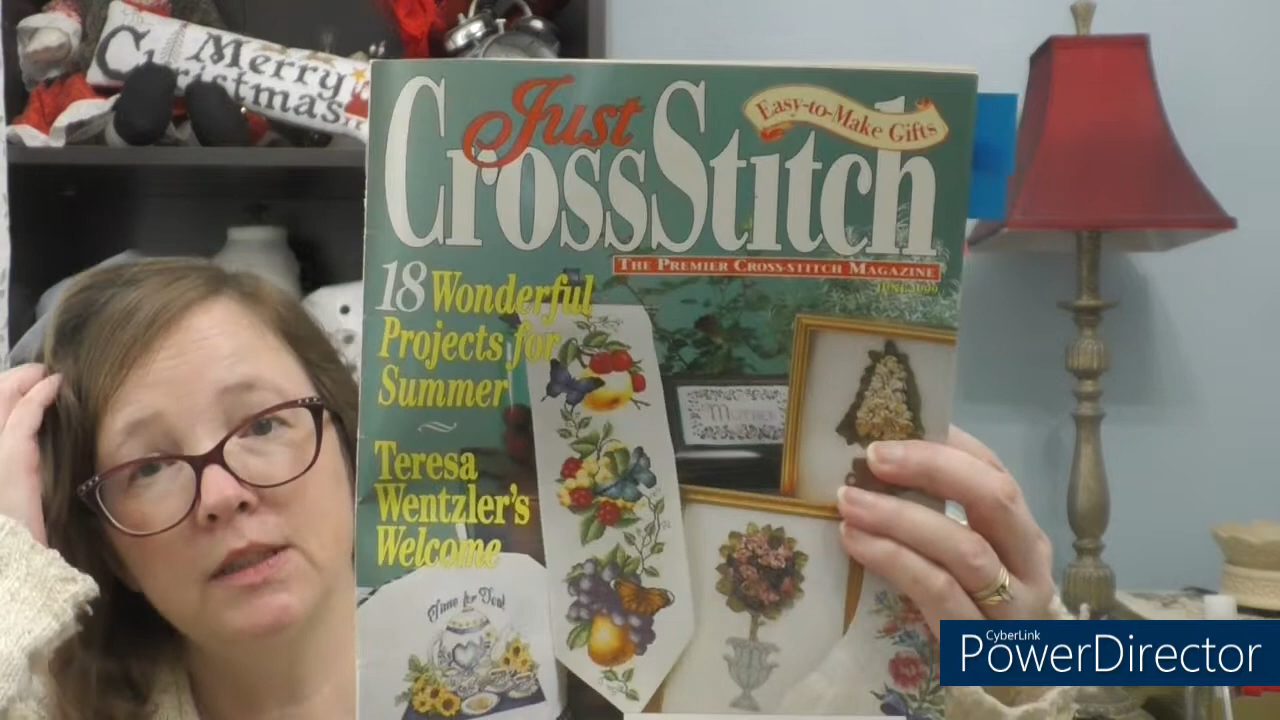 Merry
Christmas
Just
CrossStitch
Easy-to-Make Gifts
THE PREMIER CROSS-STITCH MAGAZINE
18 Wonderful
Projects for
Summer
~
Teresa
Wentzler's
Welcome
Time for Tea!
CyberLink
PowerDirector